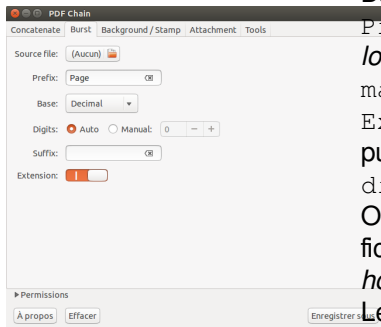 PDF Chain
Concatenate Burst Background / Stamp Attachment Tools
Source file: (Aucun)
Prefix: Page
Base: Decimal
Digits: Auto Manual: 0 − +
Suffix:
Extension:
Permissions
À propos Effacer Enregistrer